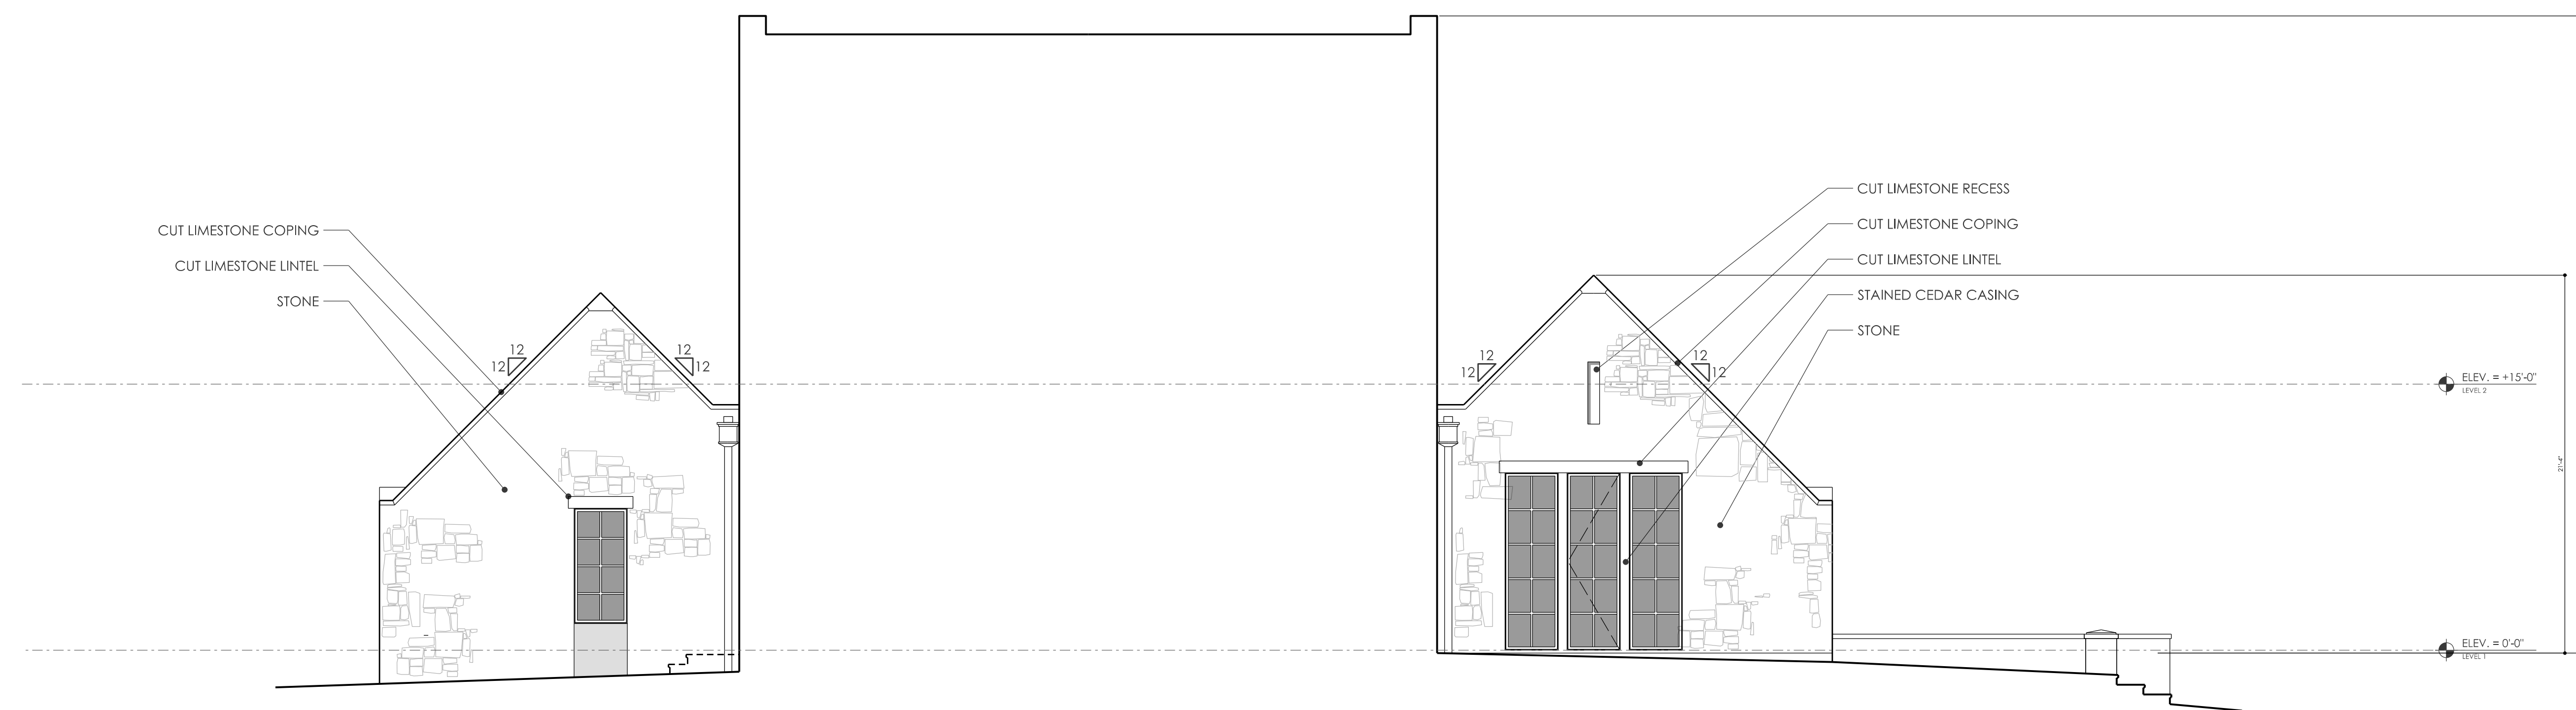 CUT LIMESTONE COPING
CUT LIMESTONE LINTEL
STONE
12
12
12
12
CUT LIMESTONE RECESS
CUT LIMESTONE COPING
CUT LIMESTONE LINTEL
STAINED CEDAR CASING
STONE
12
12
12
12
ELEV. = +15'-0"
LEVEL 2
21'-4"
ELEV. = 0'-0"
LEVEL 1